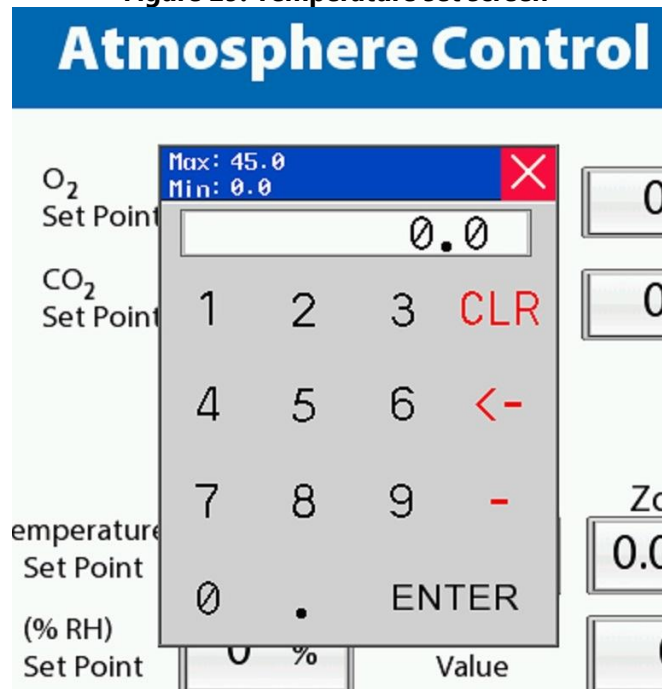 Atmosphere Control
Max: 45.0
Min: 0.0
O2
Set Point
0.0
CO2
Set Point
1 2 3 CLR
4 5 6 <-
7 8 9 -
0 . ENTER
Set Point
(% RH)
Set Point
0 %
Value